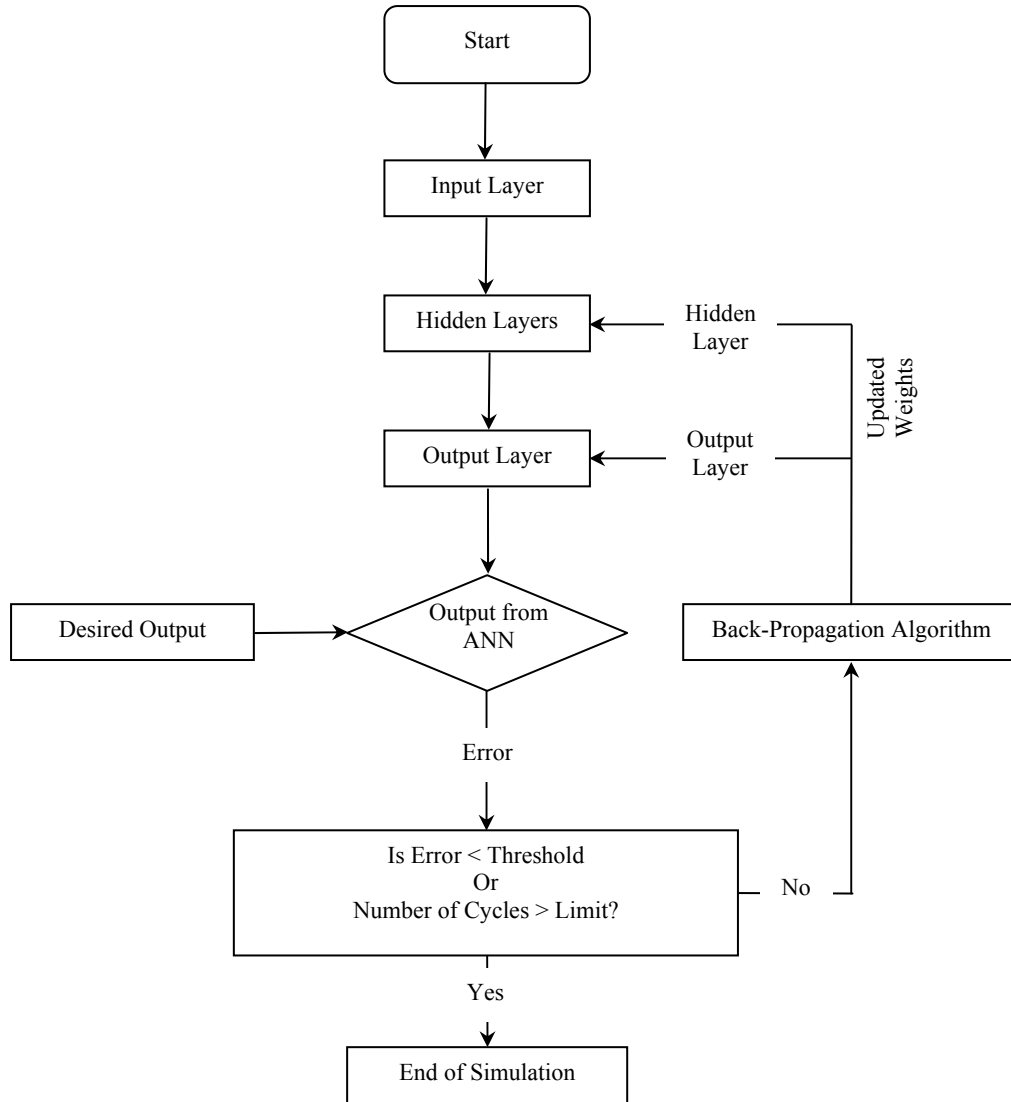 Start
Input Layer
Hidden Layers
Hidden
Layer
Updated
Weights
Output Layer
Output
Layer
Desired Output
Output from
ANN
Back-Propagation Algorithm
Error
Is Error < Threshold
Or
Number of Cycles > Limit?
No
Yes
End of Simulation